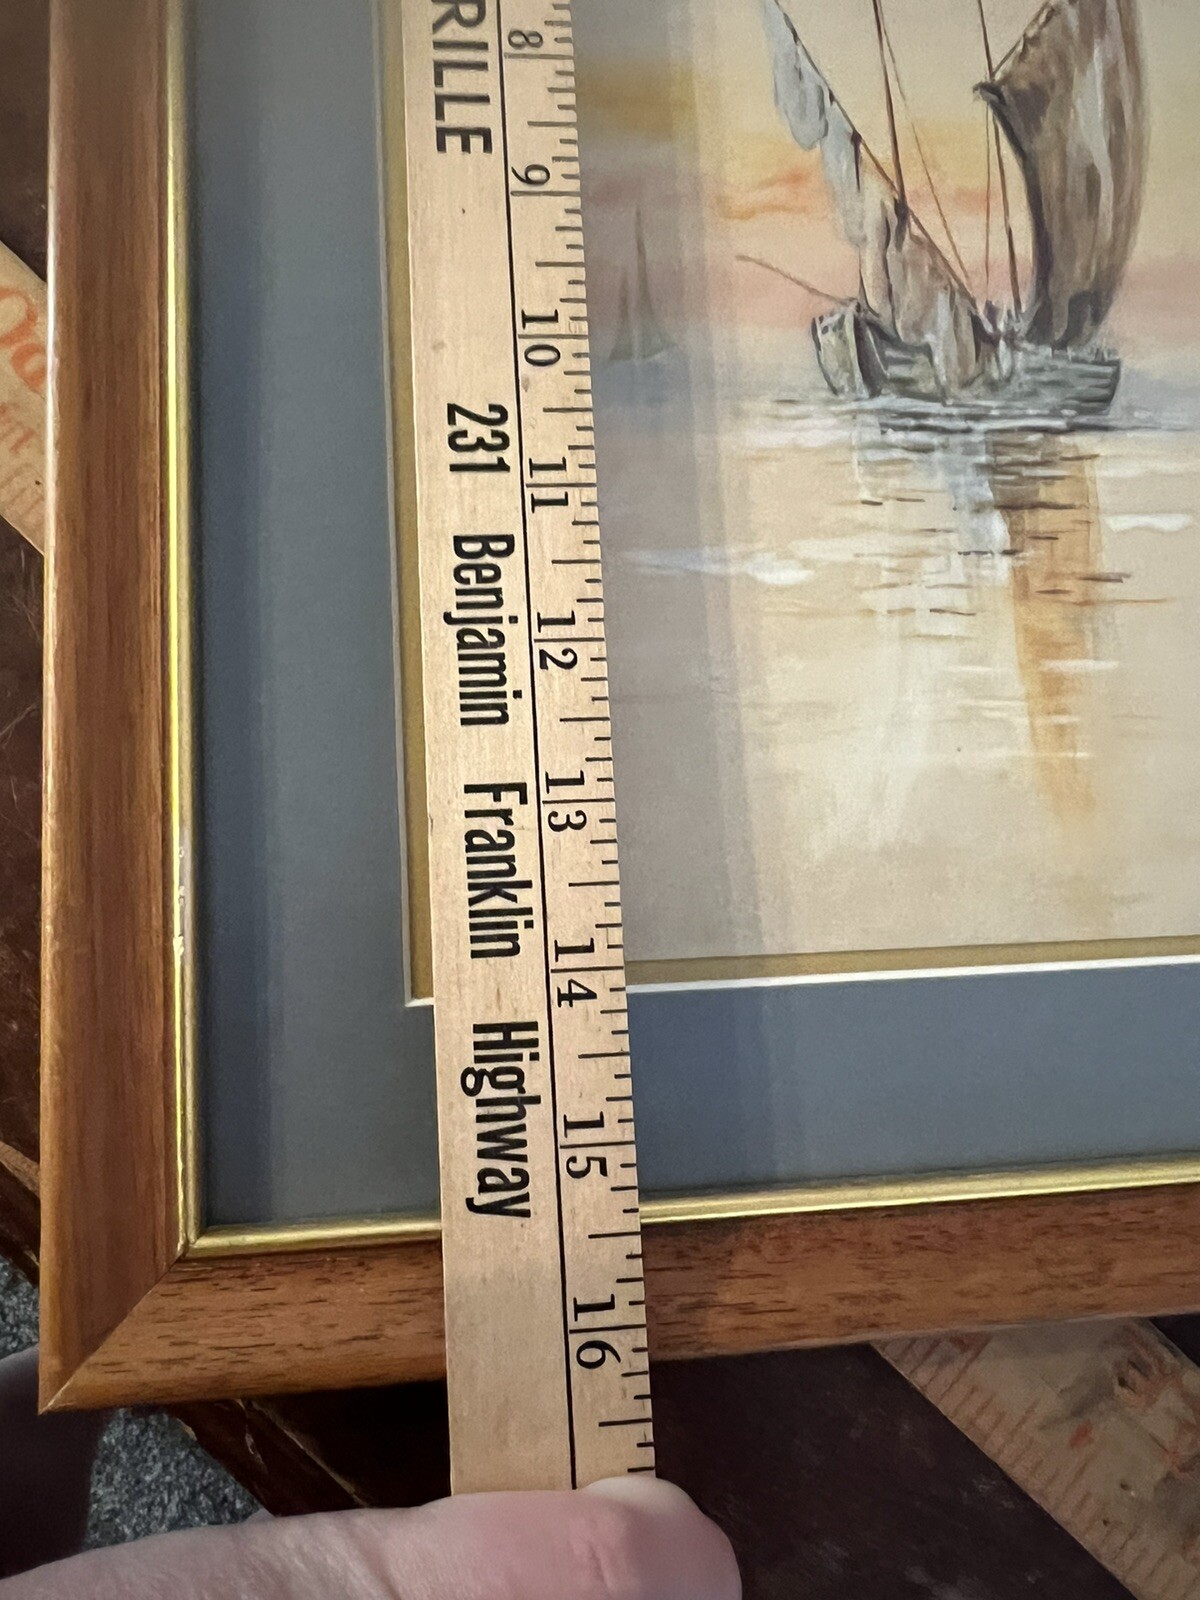 RILLE 231 Benjamin Franklin Highway
8 9 10 11 12 13 14 15 16